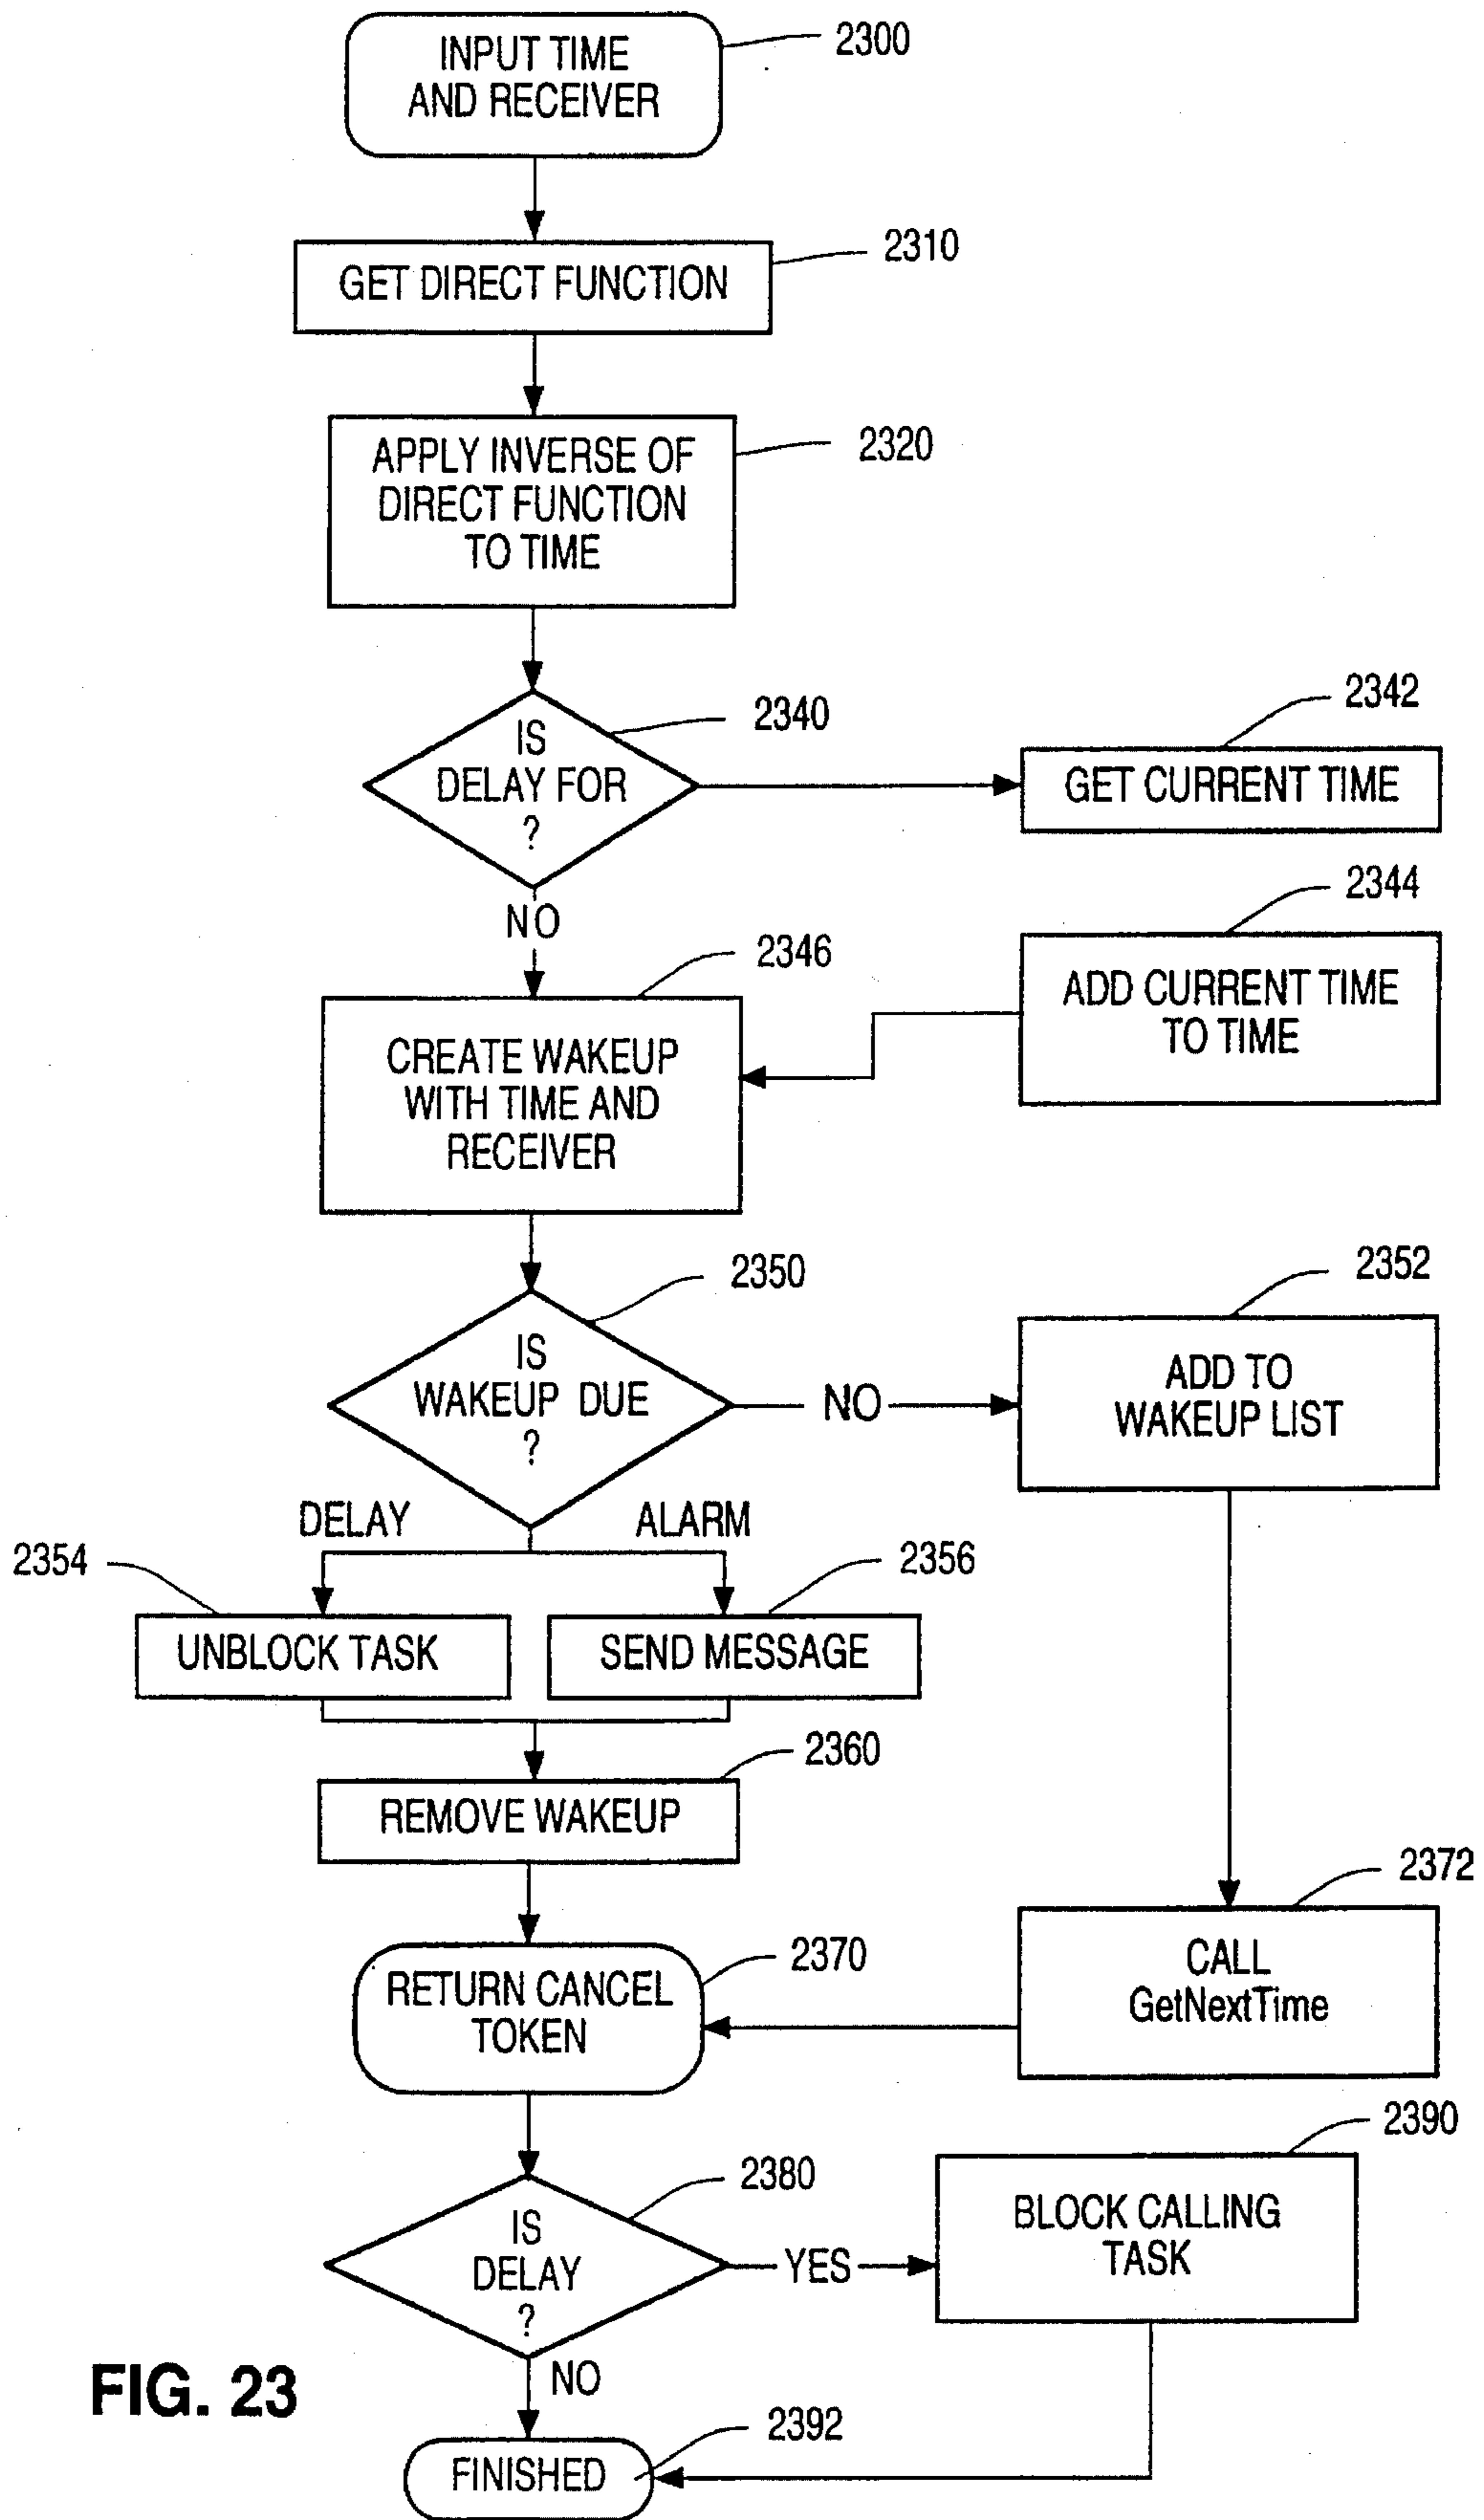 INPUT TIME
AND RECEIVER
2300
GET DIRECT FUNCTION
2310
APPLY INVERSE OF
DIRECT FUNCTION
TO TIME
2320
IS
DELAY FOR
?
2340
GET CURRENT TIME
2342
NO
ADD CURRENT TIME
TO TIME
2344
CREATE WAKEUP
WITH TIME AND
RECEIVER
2346
IS
WAKEUP DUE
?
2350
NO
ADD TO
WAKEUP LIST
2352
DELAY
ALARM
2354
UNBLOCK TASK
SEND MESSAGE
2356
REMOVE WAKEUP
2360
RETURN CANCEL
TOKEN
2370
CALL
GetNextTime
2372
IS
DELAY
?
2380
YES
BLOCK CALLING
TASK
2390
NO
FINISHED
2392
FIG. 23